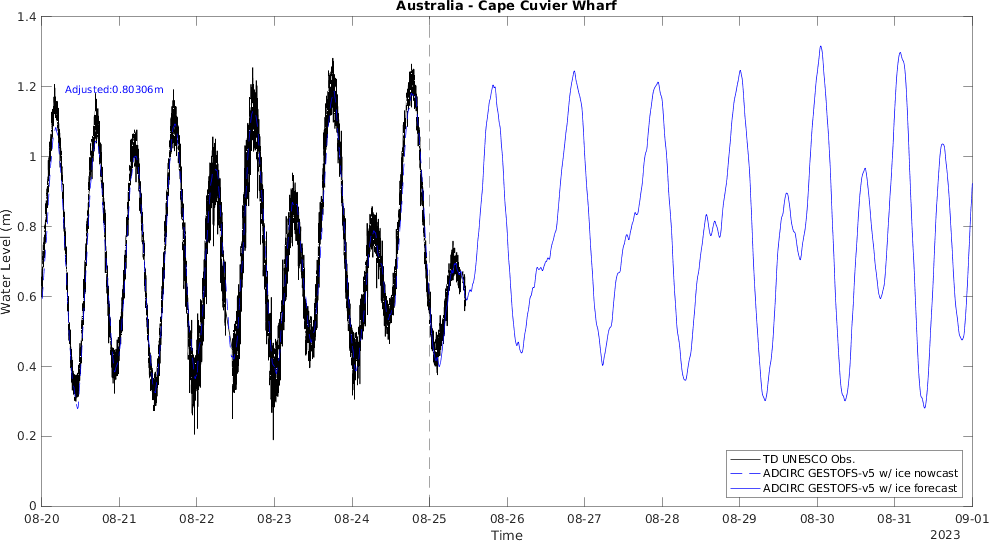 Australia - Cape Cuvier Wharf
1.4
1.2
1
0.8
0.6
0.4
0.2
0
Water Level (m)
Adjusted:0.80306m
TD UNESCO Obs.
ADCIRC GESTOFS-v5 w/ ice nowcast
ADCIRC GESTOFS-v5 w/ ice forecast
08-20 08-21 08-22 08-23 08-24 08-25 08-26 08-27 08-28 08-29 08-30 08-31 09-01
Time
2023